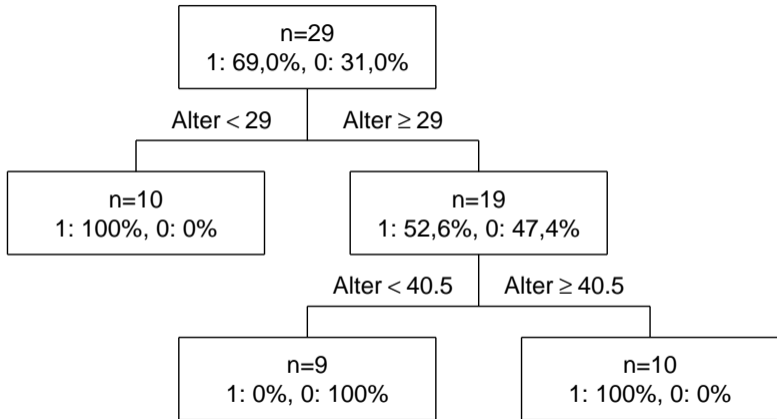 n=29
1: 69,0%, 0: 31,0%
Alter < 29
Alter ≥ 29
n=10
1: 100%, 0: 0%
n=19
1: 52,6%, 0: 47,4%
Alter < 40.5
Alter ≥ 40.5
n=9
1: 0%, 0: 100%
n=10
1: 100%, 0: 0%